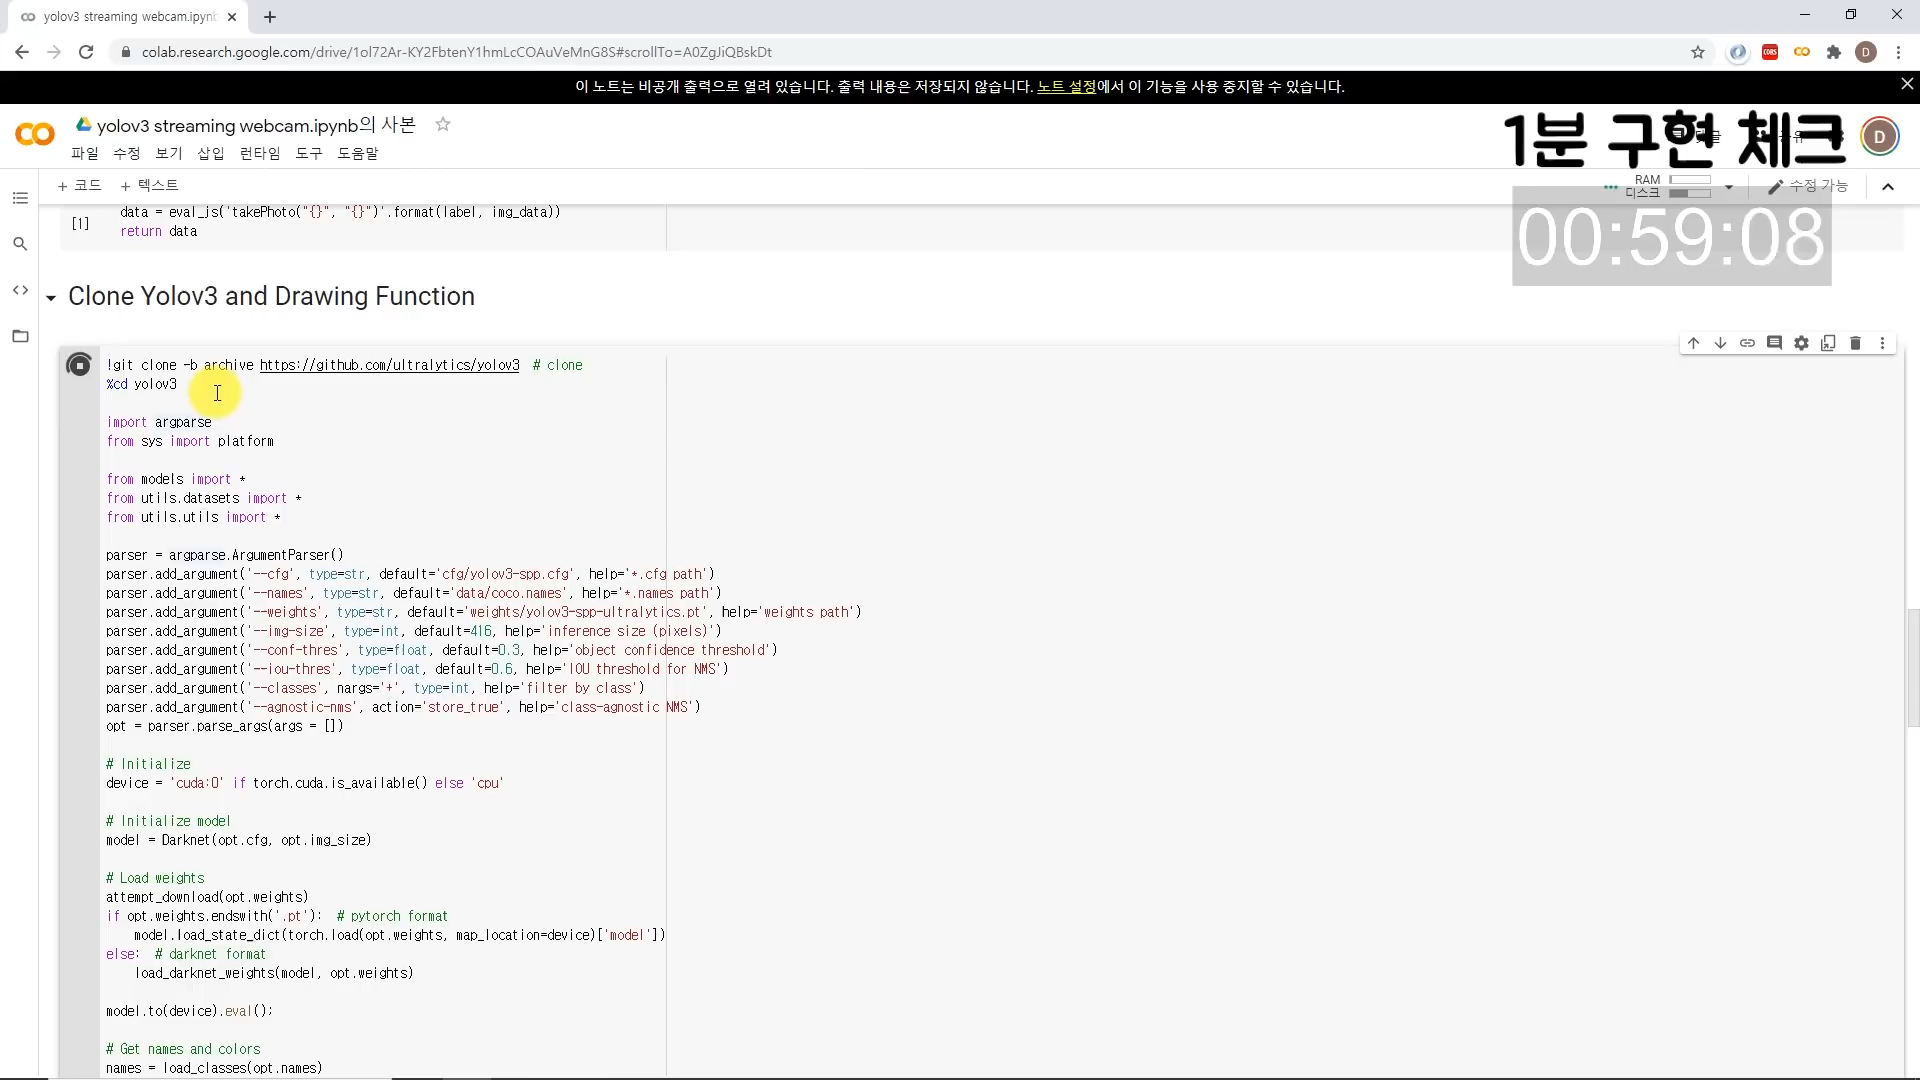 yolov3 streaming webcam.ipynb
colab.research.google.com/drive/1ol72Ar-KY2FbtenY1hmLcCOAuVeMnG8S#scrollTo=A0ZgJiQBskDt
CORS
D
이 노트는 비공개 출력으로 열려 있습니다. 출력 내용은 저장되지 않습니다. 노트 설정에서 이 기능을 사용 중지할 수 있습니다.
yolov3 streaming webcam.ipynb의 사본
1분 구현 체크
D
파일 수정 보기 삽입 런타임 도구 도움말
+ 코드 + 텍스트
RAM
디스크
수정 가능
00:59:08
data = eval_js('takePhoto("{}", "{}")'.format(label, img_data))
[1]
return data
Clone Yolov3 and Drawing Function
!git clone -b archive https://github.com/ultralytics/yolov3  # clone
%cd yolov3
import argparse
from sys import platform
from models import *
from utils.datasets import *
from utils.utils import *
parser = argparse.ArgumentParser()
parser.add_argument('--cfg', type=str, default='cfg/yolov3-spp.cfg', help='*.cfg path')
parser.add_argument('--names', type=str, default='data/coco.names', help='*.names path')
parser.add_argument('--weights', type=str, default='weights/yolov3-spp-ultralytics.pt', help='weights path')
parser.add_argument('--img-size', type=int, default=416, help='inference size (pixels)')
parser.add_argument('--conf-thres', type=float, default=0.3, help='object confidence threshold')
parser.add_argument('--iou-thres', type=float, default=0.6, help='IOU threshold for NMS')
parser.add_argument('--classes', nargs='+', type=int, help='filter by class')
parser.add_argument('--agnostic-nms', action='store_true', help='class-agnostic NMS')
opt = parser.parse_args(args = [])
# Initialize
device = 'cuda:0' if torch.cuda.is_available() else 'cpu'
# Initialize model
model = Darknet(opt.cfg, opt.img_size)
# Load weights
attempt_download(opt.weights)
if opt.weights.endswith('.pt'):  # pytorch format
    model.load_state_dict(torch.load(opt.weights, map_location=device)['model'])
else:  # darknet format
    load_darknet_weights(model, opt.weights)
model.to(device).eval();
# Get names and colors
names = load_classes(opt.names)